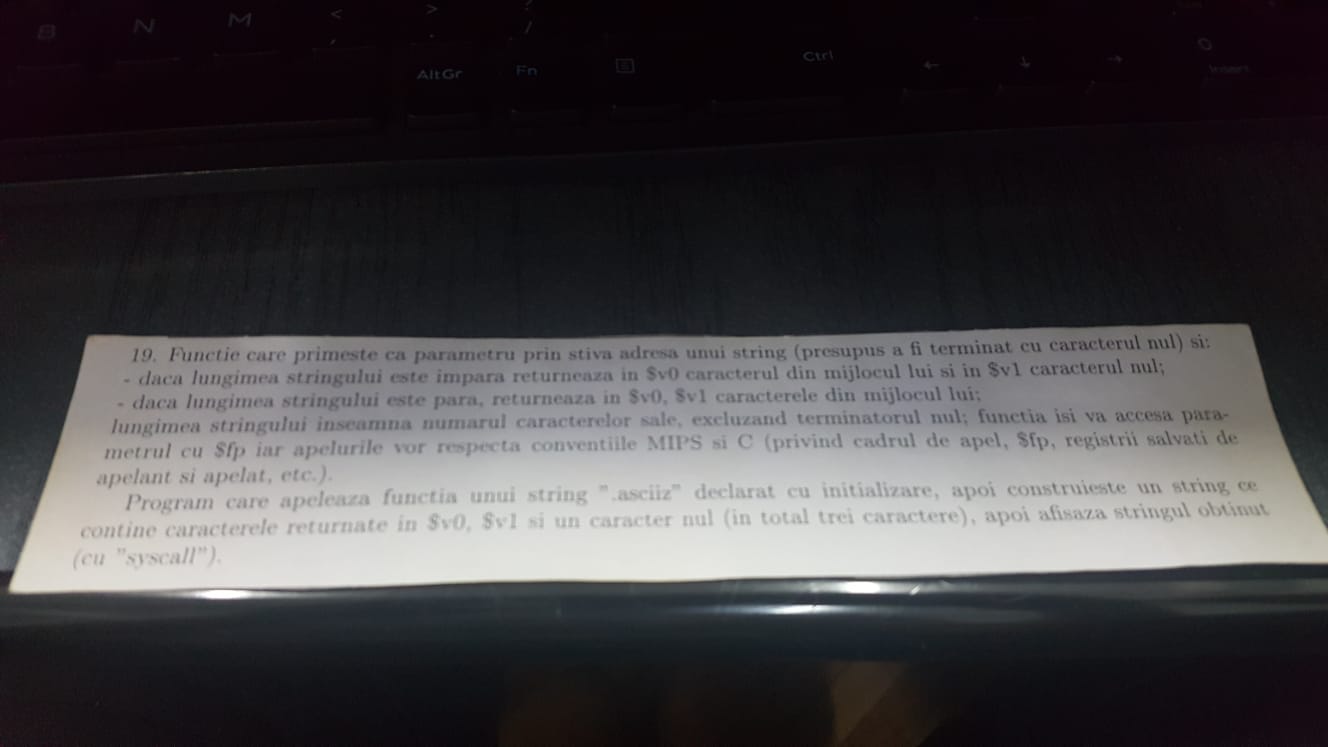 B N M < , > . /
AltGr Fn Ctrl ← ↓ → 0 Insert
19. Functie care primeste ca parametru prin stiva adresa unui string (presupus a fi terminat cu caracterul nul) si:
- daca lungimea stringului este impara returneaza in $v0 caracterul din mijlocul lui si in $v1 caracterul nul;
- daca lungimea stringului este para, returneaza in $v0, $v1 caracterele din mijlocul lui;
lungimea stringului inseamna numarul caracterelor sale, excluzand terminatorul nul; functia isi va accesa para-
metrul cu $fp iar apelurile vor respecta conventiile MIPS si C (privind cadrul de apel, $fp, registrii salvati de
apelant si apelat, etc.).
Program care apeleaza functia unui string ".asciiz" declarat cu initializare, apoi construieste un string ce
contine caracterele returnate in $v0, $v1 si un caracter nul (in total trei caractere), apoi afisaza stringul obtinut
(cu "syscall").